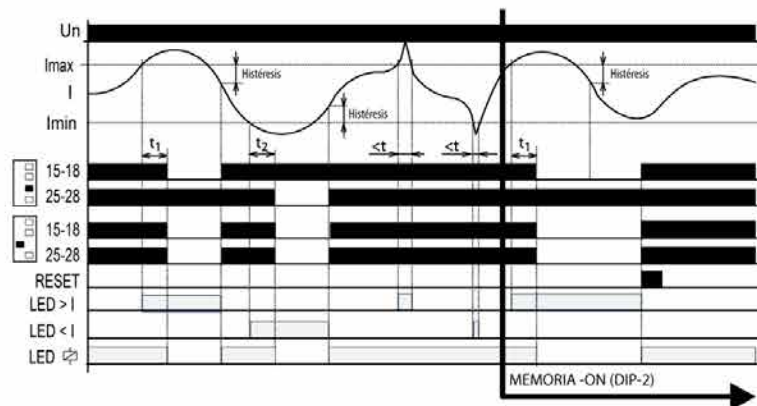 Un
Imax
Histéresis
Histéresis
I
Histéresis
Imin
t1
t2
<t
<t
t1
15-18
25-28
15-18
25-28
RESET
LED > I
LED < I
LED
MEMORIA -ON (DIP-2)